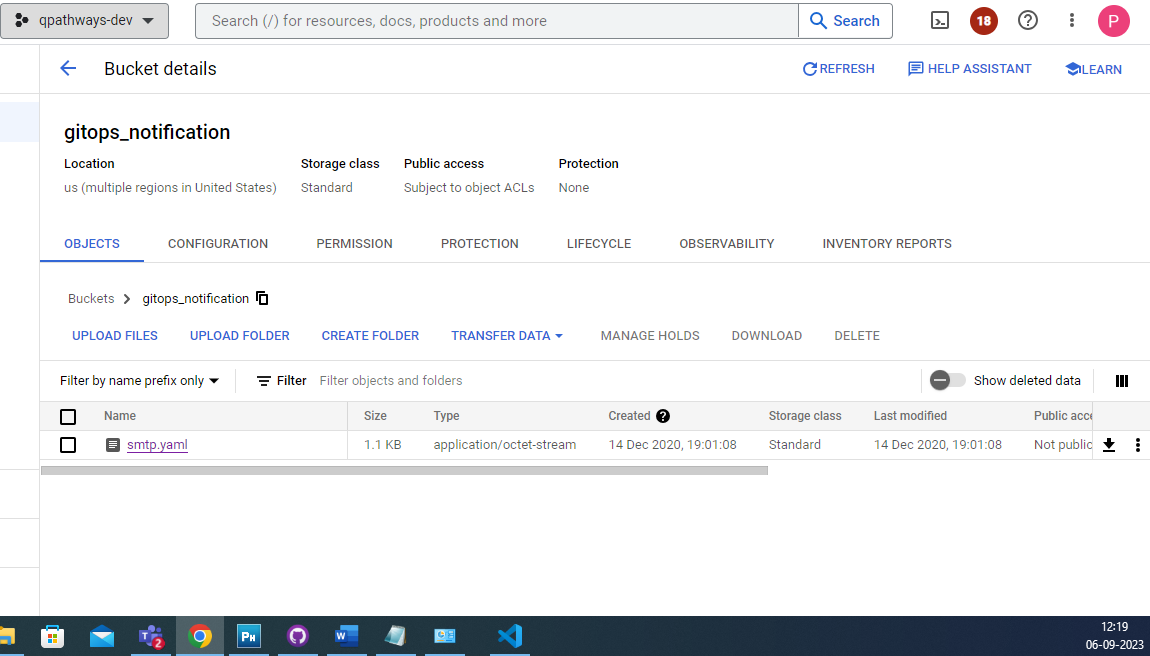 qpathways-dev
Search (/) for resources, docs, products and more
Search
18
P
Bucket details
REFRESH
HELP ASSISTANT
LEARN
gitops_notification
Location Storage class Public access Protection
us (multiple regions in United States) Standard Subject to object ACLs None
OBJECTS CONFIGURATION PERMISSION PROTECTION LIFECYCLE OBSERVABILITY INVENTORY REPORTS
Buckets gitops_notification
UPLOAD FILES UPLOAD FOLDER CREATE FOLDER TRANSFER DATA MANAGE HOLDS DOWNLOAD DELETE
Filter by name prefix only Filter Filter objects and folders Show deleted data
Name Size Type Created Storage class Last modified Public acce
smtp.yaml 1.1 KB application/octet-stream 14 Dec 2020, 19:01:08 Standard 14 Dec 2020, 19:01:08 Not public
2
PH
W
12:19
06-09-2023